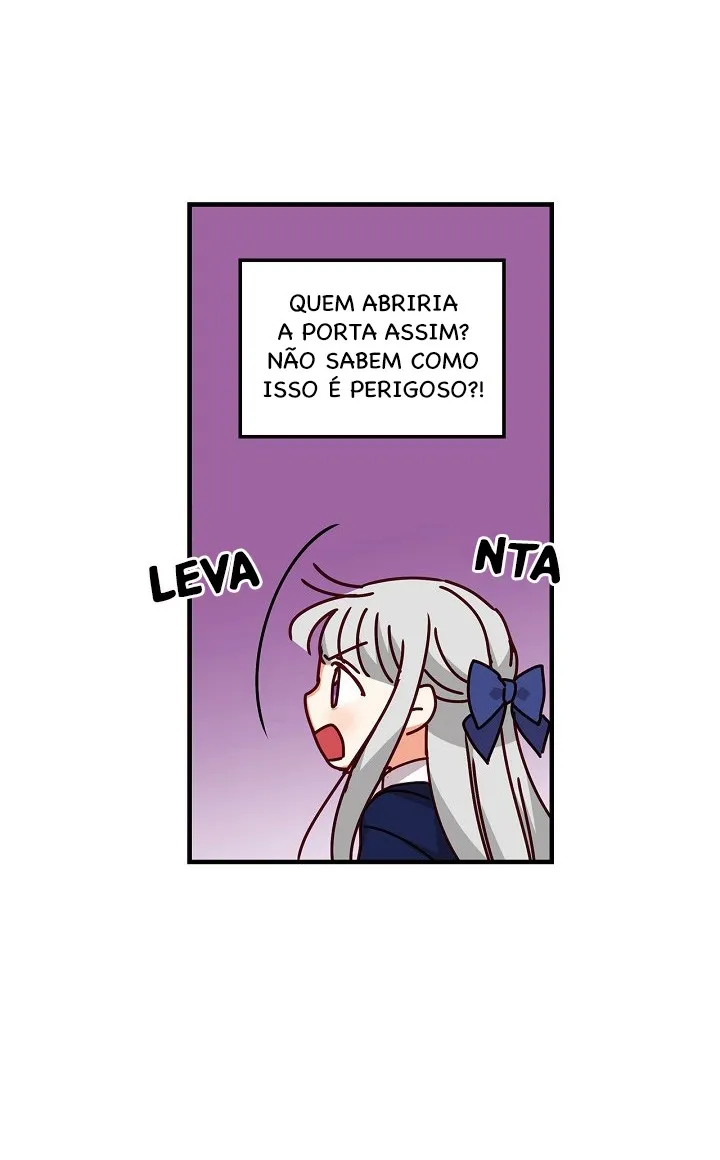 QUEM ABRIRIA
A PORTA ASSIM?
NÃO SABEM COMO
ISSO É PERIGOSO?!
LEVA
NTA